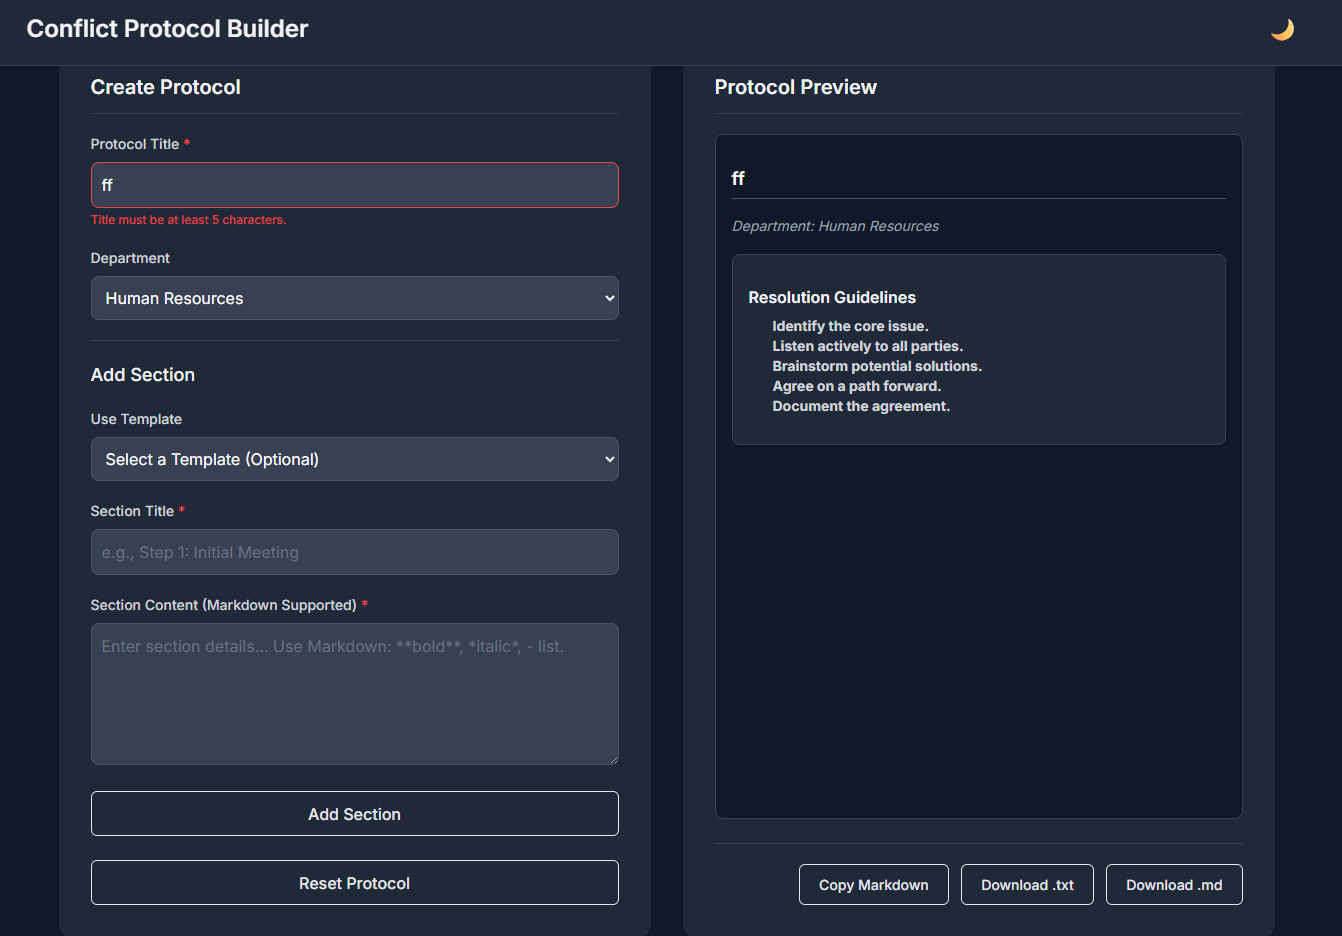 Conflict Protocol Builder
Create Protocol
Protocol Title *
ff
Title must be at least 5 characters.
Department
Human Resources
Add Section
Use Template
Select a Template (Optional)
Section Title *
e.g., Step 1: Initial Meeting
Section Content (Markdown Supported) *
Enter section details... Use Markdown: **bold**, *italic*, - list.
Add Section
Reset Protocol
Protocol Preview
ff
Department: Human Resources
Resolution Guidelines
Identify the core issue.
Listen actively to all parties.
Brainstorm potential solutions.
Agree on a path forward.
Document the agreement.
Copy Markdown
Download .txt
Download .md